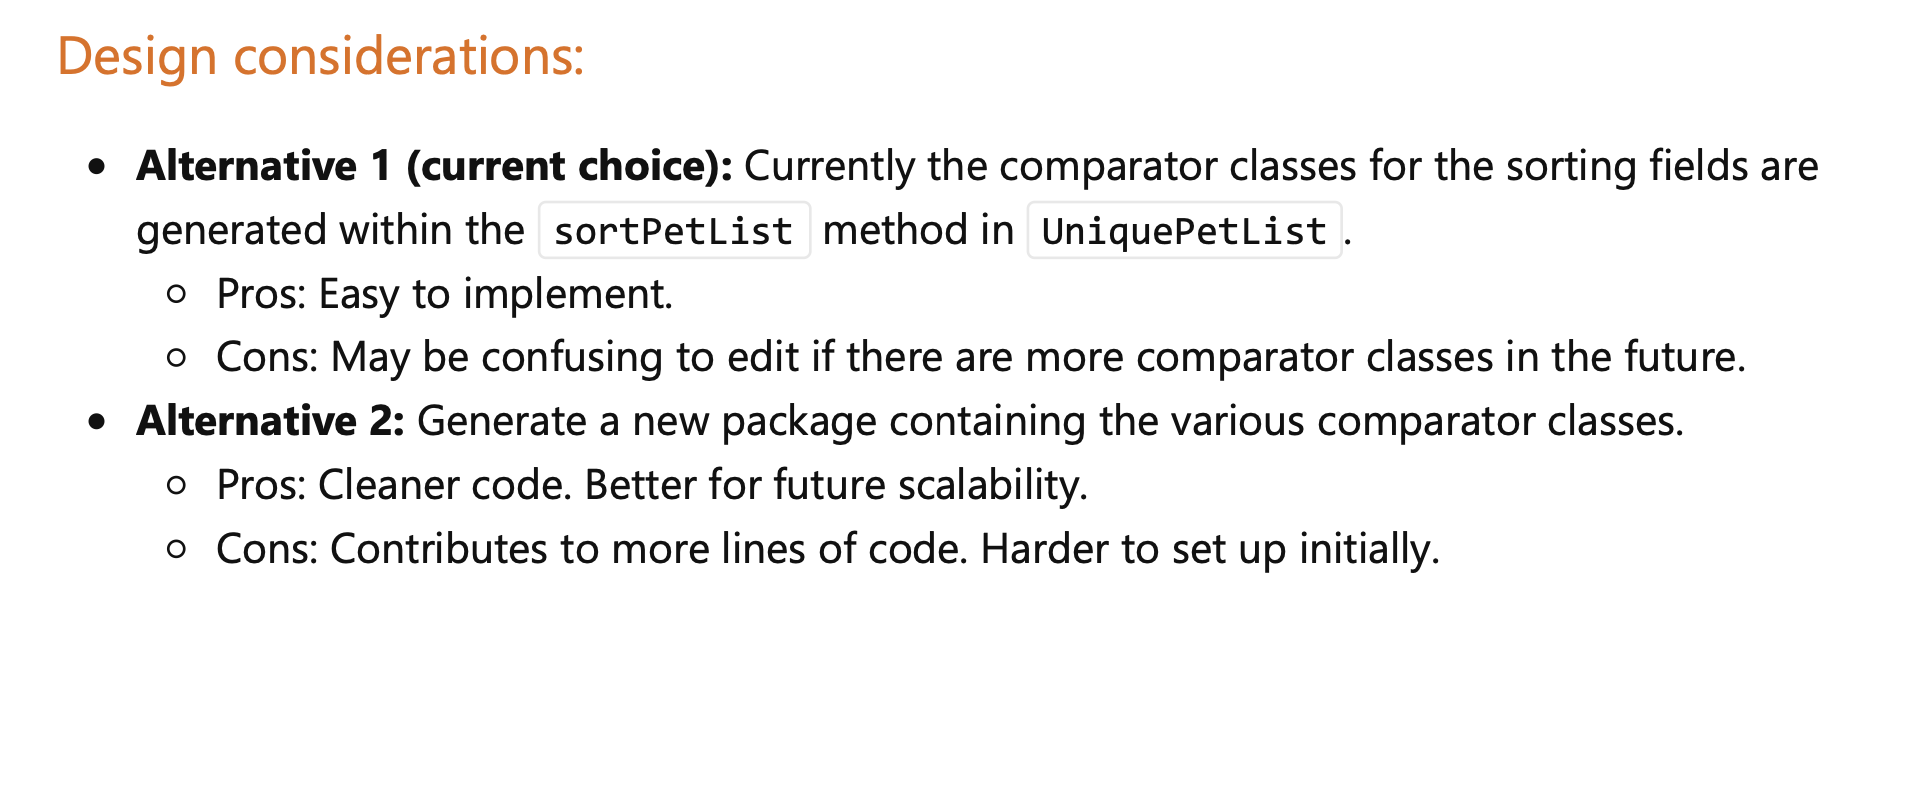 Design considerations:
Alternative 1 (current choice): Currently the comparator classes for the sorting fields are
generated within the sortPetList method in UniquePetList.
Pros: Easy to implement.
Cons: May be confusing to edit if there are more comparator classes in the future.
Alternative 2: Generate a new package containing the various comparator classes.
Pros: Cleaner code. Better for future scalability.
Cons: Contributes to more lines of code. Harder to set up initially.